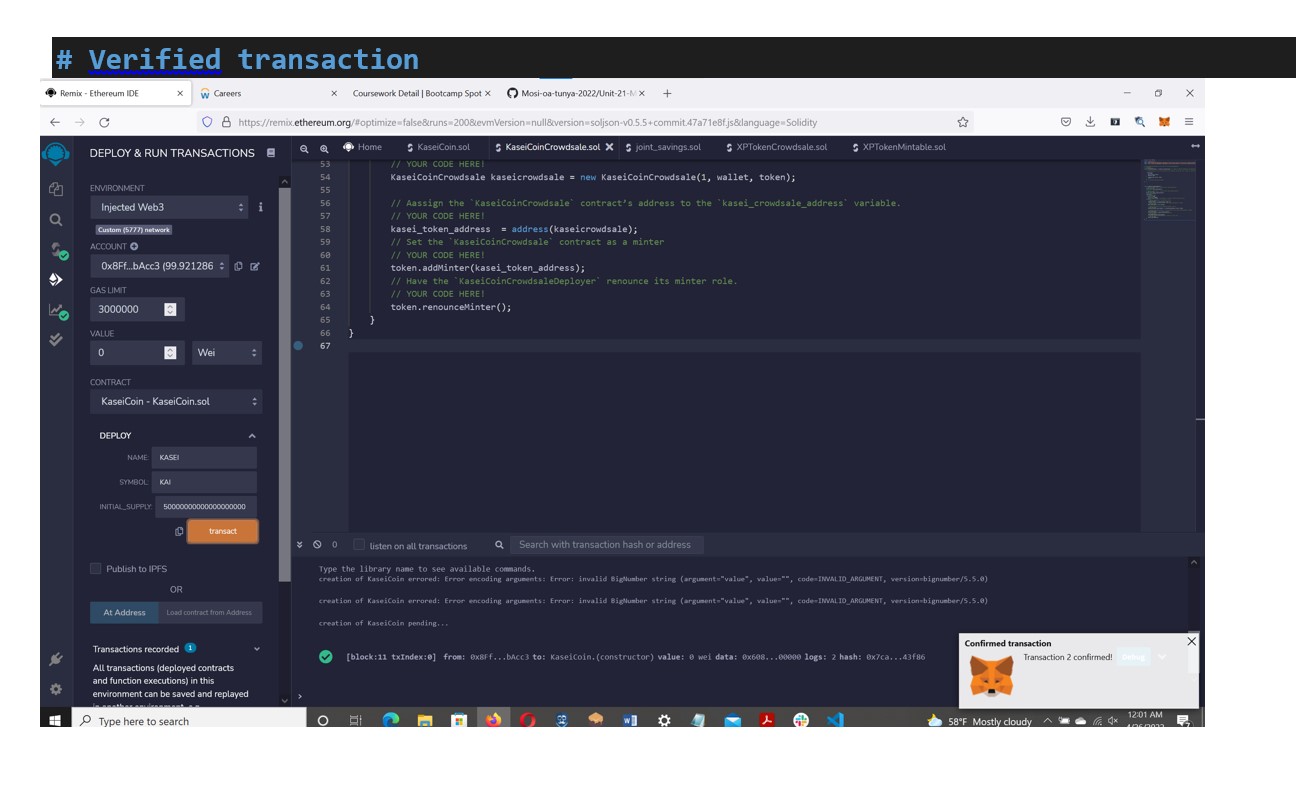 # Verified transaction
Remix - Ethereum IDE
Careers
Coursework Detail | Bootcamp Spot
Mosi-oa-tunya-2022/Unit-21-M
https://remix.ethereum.org/#optimize=false&runs=200&evmVersion=null&version=soljson-v0.5.5+commit.47a71e8f.js&language=Solidity
DEPLOY & RUN TRANSACTIONS
Home
KaseiCoin.sol
KaseiCoinCrowdsale.sol
joint_savings.sol
XPTokenCrowdsale.sol
XPTokenMintable.sol
ENVIRONMENT
Injected Web3
Custom (5777) network
ACCOUNT
0x8Ff...bAcc3 (99.921286
GAS LIMIT
3000000
VALUE
0
Wei
CONTRACT
KaseiCoin - KaseiCoin.sol
DEPLOY
NAME: KASEI
SYMBOL: KAI
INITIAL_SUPPLY:
transact
Publish to IPFS
OR
At Address
Load contract from Address
Transactions recorded 1
All transactions (deployed contracts
and function executions) in this
environment can be saved and replayed
53 // YOUR CODE HERE!
54 KaseiCoinCrowdsale kaseicrowdsale = new KaseiCoinCrowdsale(1, wallet, token);
55
56 // Aassign the `KaseiCoinCrowdsale` contract's address to the `kasei_crowdsale_address` variable.
57 // YOUR CODE HERE!
58 kasei_token_address  = address(kaseicrowdsale);
59 // Set the `KaseiCoinCrowdsale` contract as a minter
60 // YOUR CODE HERE!
61 token.addMinter(kasei_token_address);
62 // Have the `KaseiCoinCrowdsaleDeployer` renounce its minter role.
63 // YOUR CODE HERE!
64 token.renounceMinter();
65 }
66 }
67
0
listen on all transactions
Search with transaction hash or address
Type the library name to see available commands.
creation of KaseiCoin errored: Error encoding arguments: Error: invalid BigNumber string (argument="value", value="", code=INVALID_ARGUMENT, version=bignumber/5.5.0)
creation of KaseiCoin errored: Error encoding arguments: Error: invalid BigNumber string (argument="value", value="", code=INVALID_ARGUMENT, version=bignumber/5.5.0)
creation of KaseiCoin pending...
[block:11 txIndex:0] from: 0x8Ff...bAcc3 to: KaseiCoin.(constructor) value: 0 wei data: 0x608...00000 logs: 2 hash: 0x7ca...43f86
>
Confirmed transaction
Transaction 2 confirmed!
Debug
Type here to search
58°F Mostly cloudy
12:01 AM